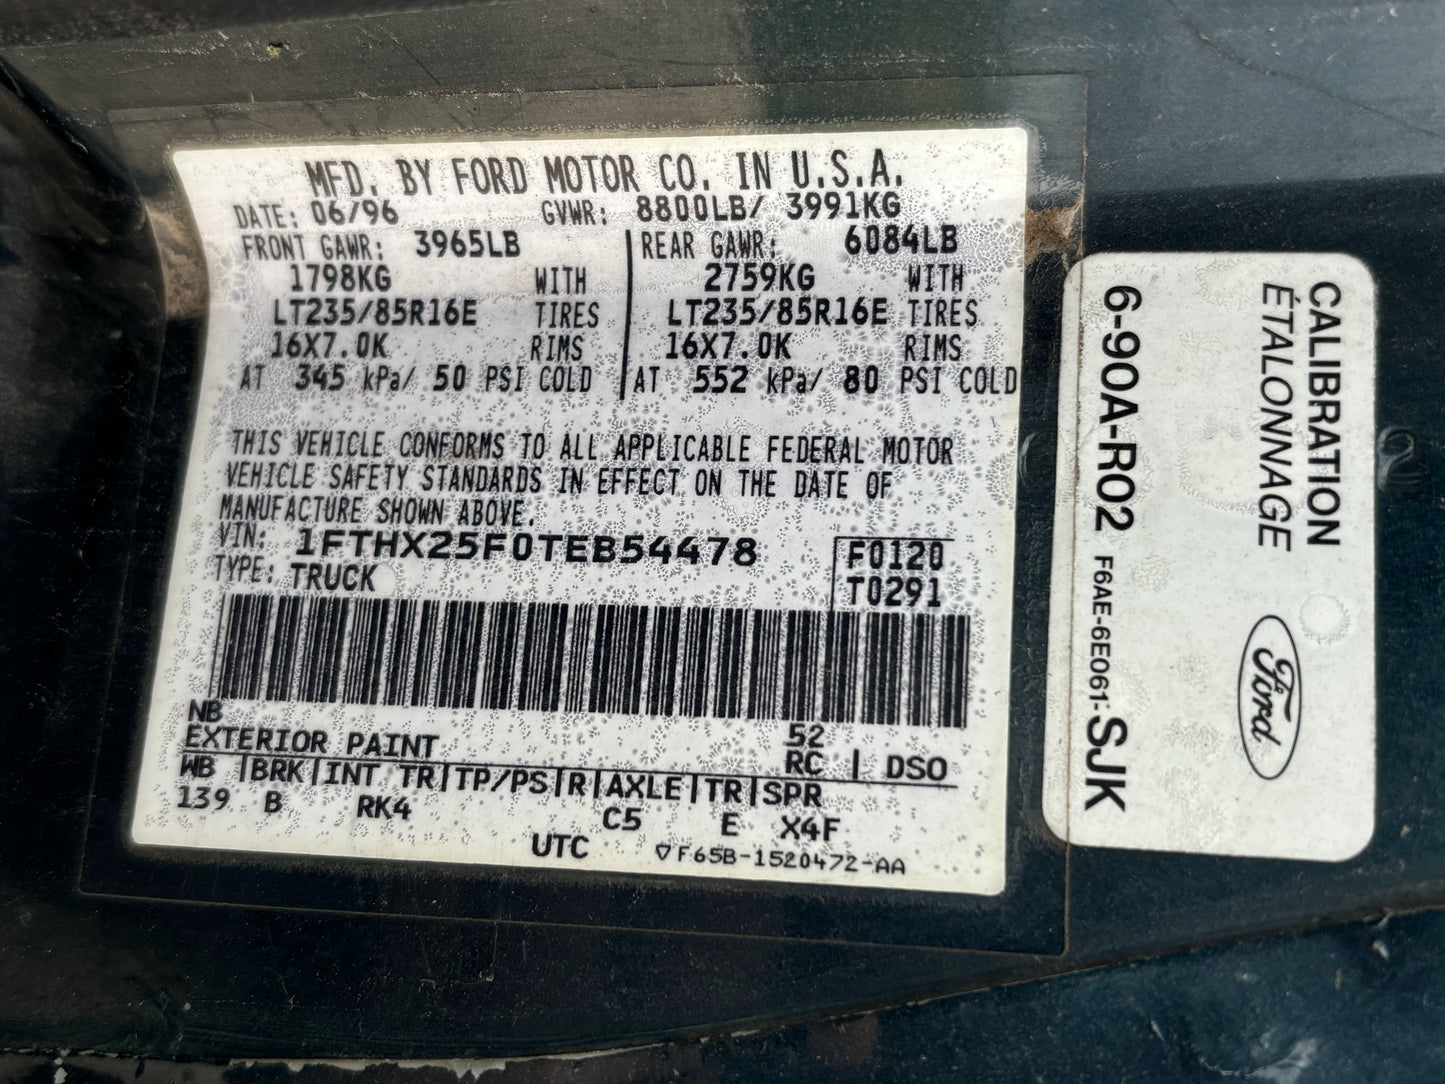 MFD. BY FORD MOTOR CO. IN U.S.A.
DATE: 06/96 GVWR: 8800LB/ 3991KG
FRONT GAWR: 3965LB REAR GAWR: 6084LB
1798KG WITH 2759KG WITH
LT235/85R16E TIRES LT235/85R16E TIRES
16X7.0K RIMS 16X7.0K RIMS
AT 345 kPa/ 50 PSI COLD AT 552 kPa/ 80 PSI COLD
THIS VEHICLE CONFORMS TO ALL APPLICABLE FEDERAL MOTOR
VEHICLE SAFETY STANDARDS IN EFFECT ON THE DATE OF
MANUFACTURE SHOWN ABOVE.
VIN: 1FTHX25F0TEB54478 F0120
TYPE: TRUCK T0291
NB 52
EXTERIOR PAINT RC | DSO
WB |BRK|INT TR|TP/PS|R|AXLE|TR|SPR
139 B RK4 C5 E X4F
UTC ▽F65B-1520472-AA
CALIBRATION
ÉTALONNAGE
Ford
6-90A-R02 F6AE-6E061-SJK